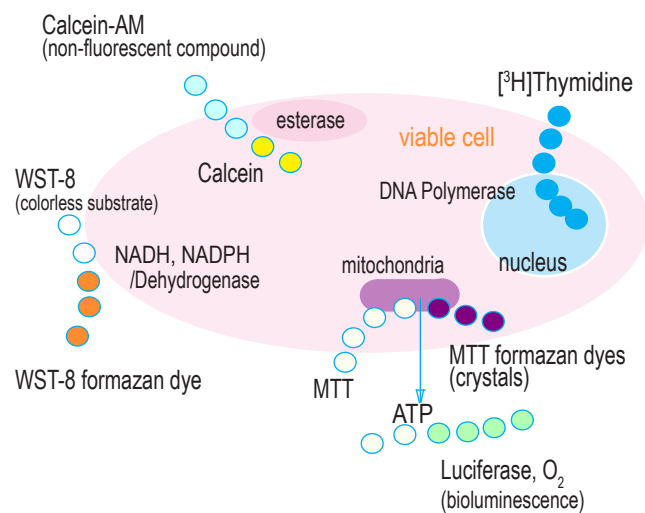 Calcein-AM
(non-fluorescent compound)
[³H]Thymidine
esterase
viable cell
Calcein
DNA Polymerase
WST-8
(colorless substrate)
NADH, NADPH
/Dehydrogenase
mitochondria
nucleus
WST-8 formazan dye
MTT
MTT formazan dyes
(crystals)
ATP
Luciferase, O₂
(bioluminescence)